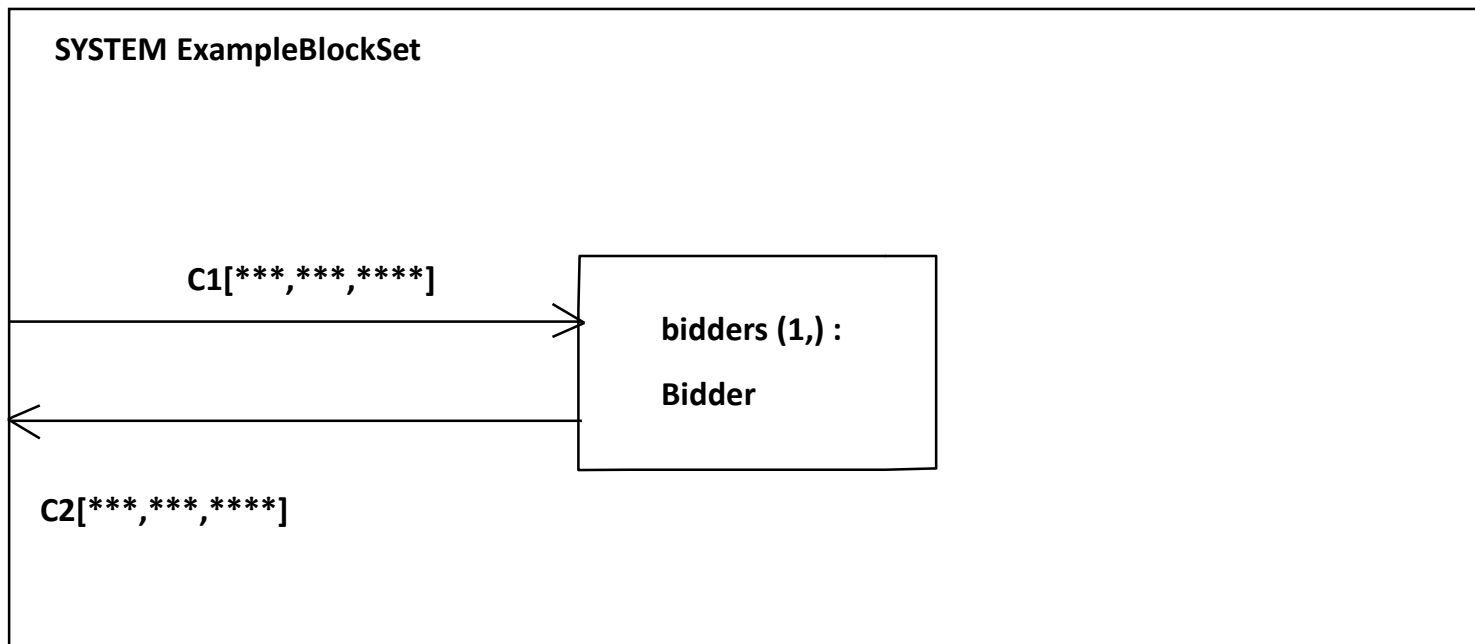 SYSTEM ExampleBlockSet
C1[***,***,****]
bidders (1,) :
Bidder
C2[***,***,****]